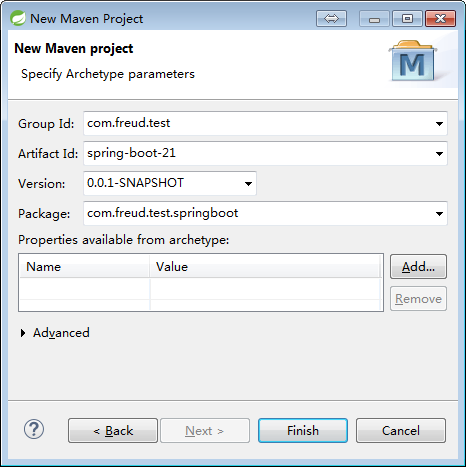 New Maven Project
New Maven project
Specify Archetype parameters
M
Group Id: com.freud.test
Artifact Id: spring-boot-21
Version: 0.0.1-SNAPSHOT
Package: com.freud.test.springboot
Properties available from archetype:
Name Value Add...
Remove
Advanced
? < Back Next > Finish Cancel